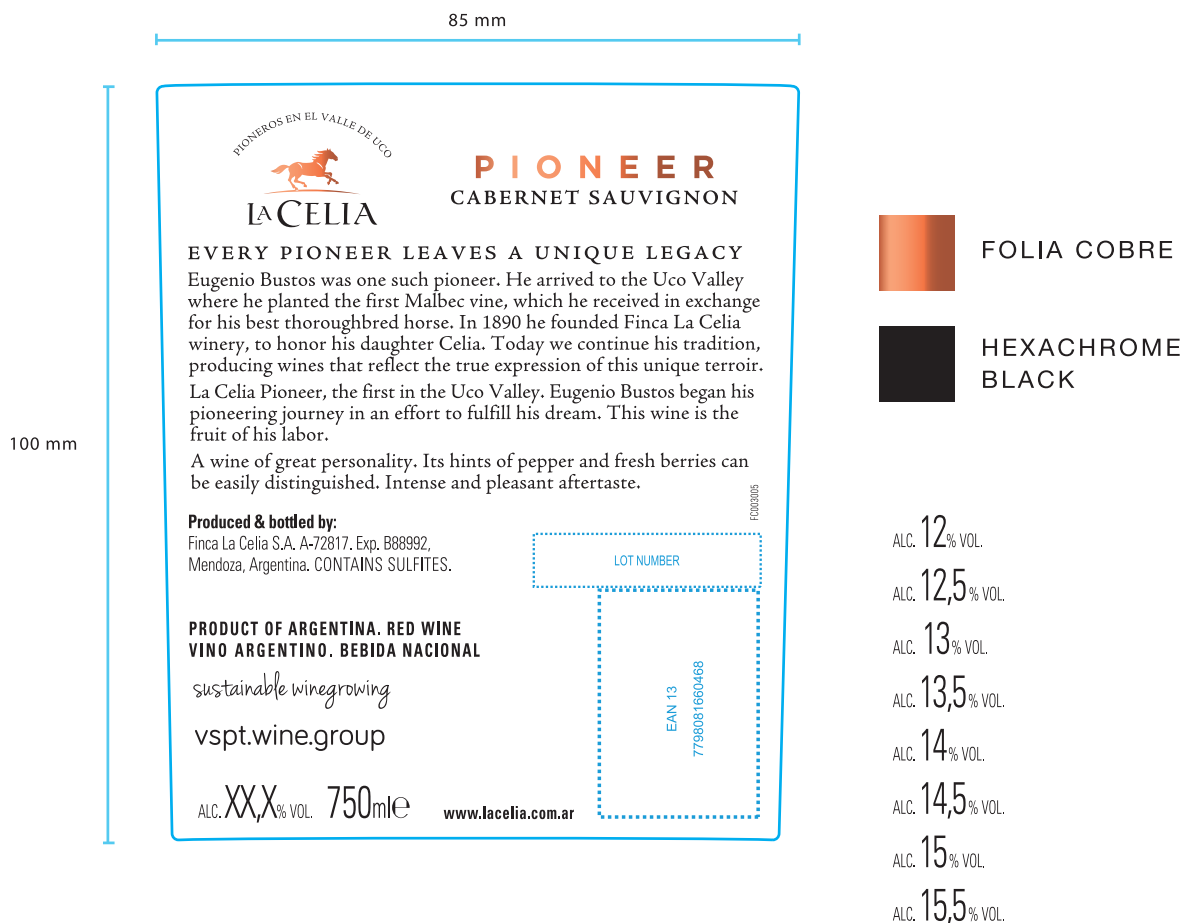 85 mm
100 mm
PIONEROS EN EL VALLE DE UCO
LA CELIA
PIONEER
CABERNET SAUVIGNON
EVERY PIONEER LEAVES A UNIQUE LEGACY
Eugenio Bustos was one such pioneer. He arrived to the Uco Valley
where he planted the first Malbec vine, which he received in exchange
for his best thoroughbred horse. In 1890 he founded Finca La Celia
winery, to honor his daughter Celia. Today we continue his tradition,
producing wines that reflect the true expression of this unique terroir.
La Celia Pioneer, the first in the Uco Valley. Eugenio Bustos began his
pioneering journey in an effort to fulfill his dream. This wine is the
fruit of his labor.
A wine of great personality. Its hints of pepper and fresh berries can
be easily distinguished. Intense and pleasant aftertaste.
FC003005
Produced & bottled by:
Finca La Celia S.A. A-72817. Exp. B88992,
Mendoza, Argentina. CONTAINS SULFITES.
LOT NUMBER
PRODUCT OF ARGENTINA. RED WINE
VINO ARGENTINO. BEBIDA NACIONAL
sustainable winegrowing
vspt.wine.group
EAN 13
7798081660468
ALC. XX,X% VOL. 750ml℮
www.lacelia.com.ar
FOLIA COBRE
HEXACHROME
BLACK
ALC. 12% VOL.
ALC. 12,5% VOL.
ALC. 13% VOL.
ALC. 13,5% VOL.
ALC. 14% VOL.
ALC. 14,5% VOL.
ALC. 15% VOL.
ALC. 15,5% VOL.